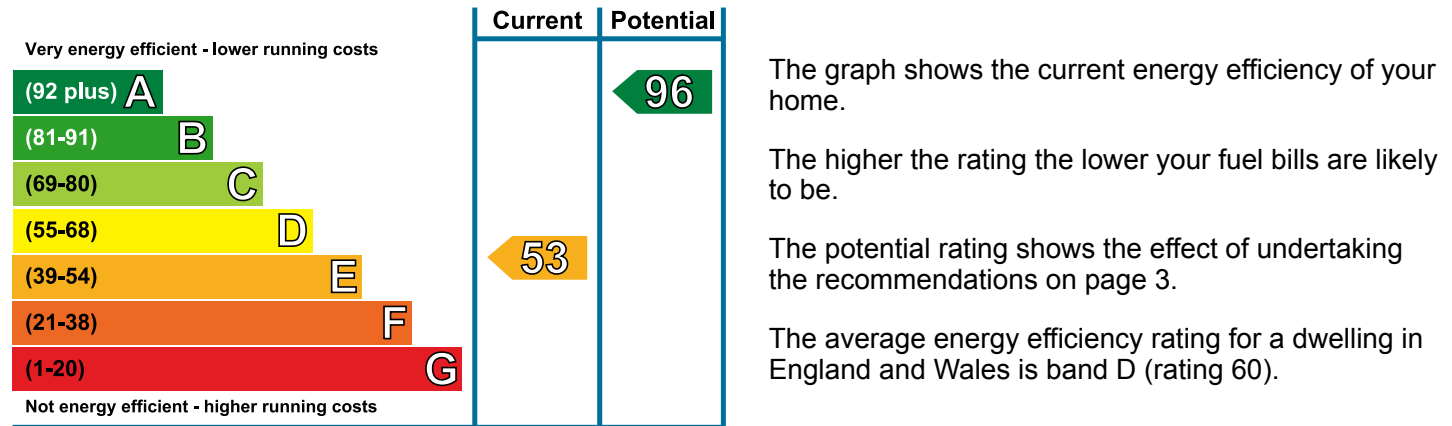 Current Potential
Very energy efficient - lower running costs
(92 plus) A
96
(81-91) B
(69-80) C
(55-68) D
(39-54) E
53
(21-38) F
(1-20) G
Not energy efficient - higher running costs
The graph shows the current energy efficiency of your
home.
The higher the rating the lower your fuel bills are likely
to be.
The potential rating shows the effect of undertaking
the recommendations on page 3.
The average energy efficiency rating for a dwelling in
England and Wales is band D (rating 60).